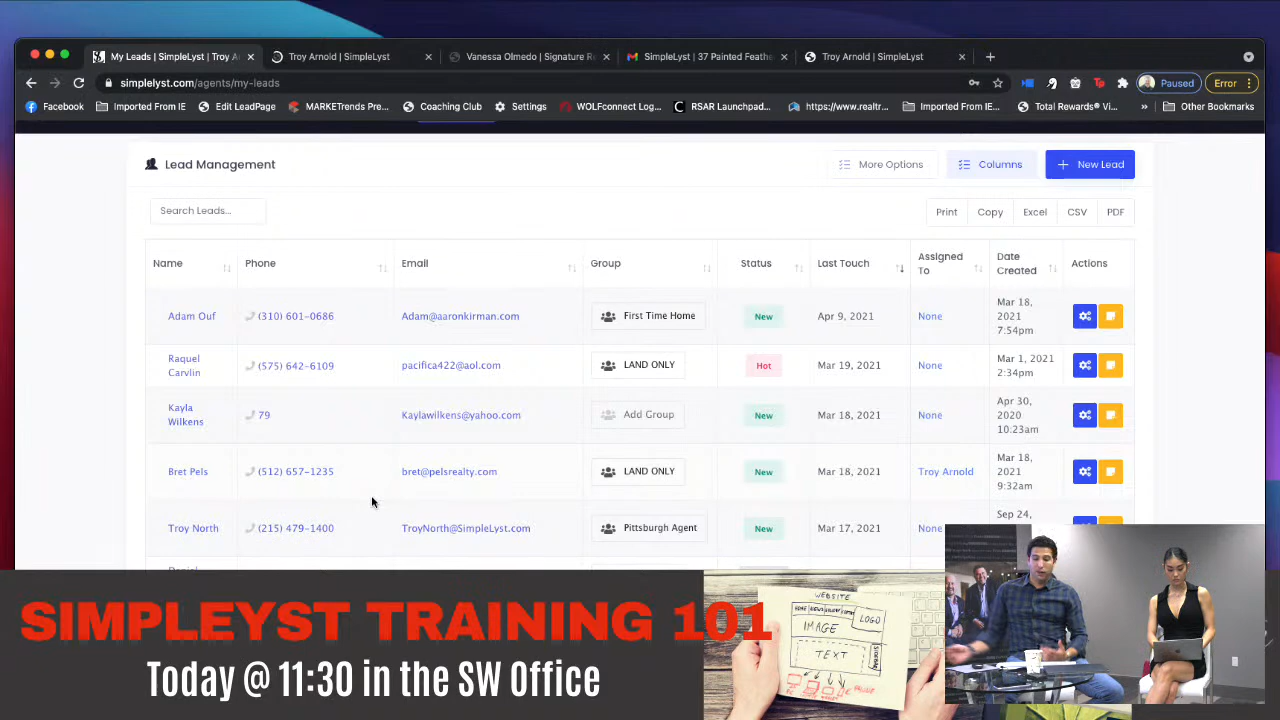 My Leads | SimpleLyst | Troy A
Troy Arnold | SimpleLyst
Vanessa Olmedo | Signature R
SimpleLyst | 37 Painted Feathe
Troy Arnold | SimpleLyst
simplelyst.com/agents/my-leads
Paused
Error
Facebook
Imported From IE
Edit LeadPage
MARKETrends Pre...
Coaching Club
Settings
WOLFconnect Log...
RSAR Launchpad...
https://www.realtr...
Imported From IE...
Total Rewards® Vi...
»
Other Bookmarks
Lead Management
More Options
Columns
New Lead
Search Leads...
Print Copy Excel CSV PDF
Name Phone Email Group Status Last Touch Assigned To Date Created Actions
Adam Ouf (310) 601-0686 Adam@aaronkirman.com First Time Home New Apr 9, 2021 None Mar 18, 2021 7:54pm
Raquel Carvlin (575) 642-6109 pacifica422@aol.com LAND ONLY Hot Mar 19, 2021 None Mar 1, 2021 2:34pm
Kayla Wilkens 79 Kaylawilkens@yahoo.com Add Group New Mar 18, 2021 None Apr 30, 2020 10:23am
Bret Pels (512) 657-1235 bret@pelsrealty.com LAND ONLY New Mar 18, 2021 Troy Arnold Mar 18, 2021 9:32am
Troy North (215) 479-1400 TroyNorth@SimpleLyst.com Pittsburgh Agent New Mar 17, 2021 None Sep 24,
SIMPLEYST TRAINING 101
Today @ 11:30 in the SW Office
WEBSITE
HOME
LOGO
IMAGE
TEXT